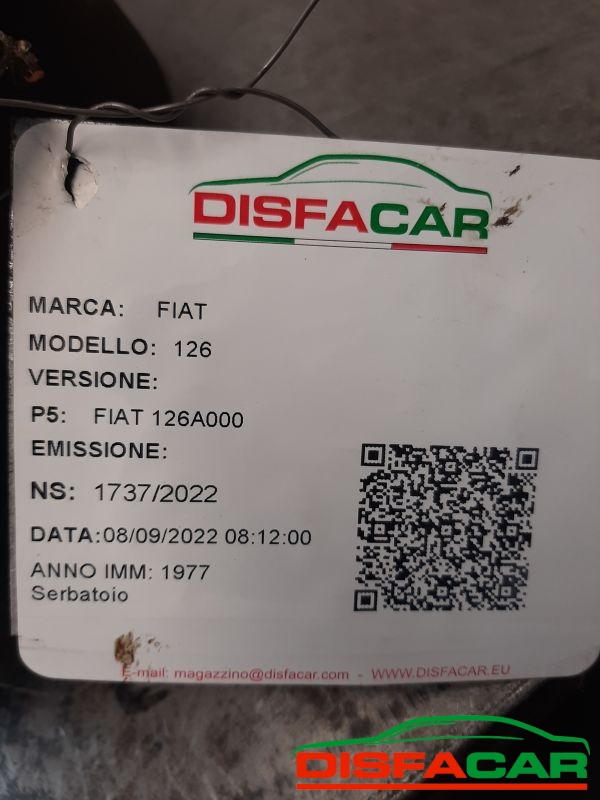 DISFACAR
MARCA: FIAT
MODELLO: 126
VERSIONE:
P5: FIAT 126A000
EMISSIONE:
NS: 1737/2022
DATA:08/09/2022 08:12:00
ANNO IMM: 1977
Serbatoio
E-mail: magazzino@disfacar.com - WWW.DISFACAR.EU
DISFACAR